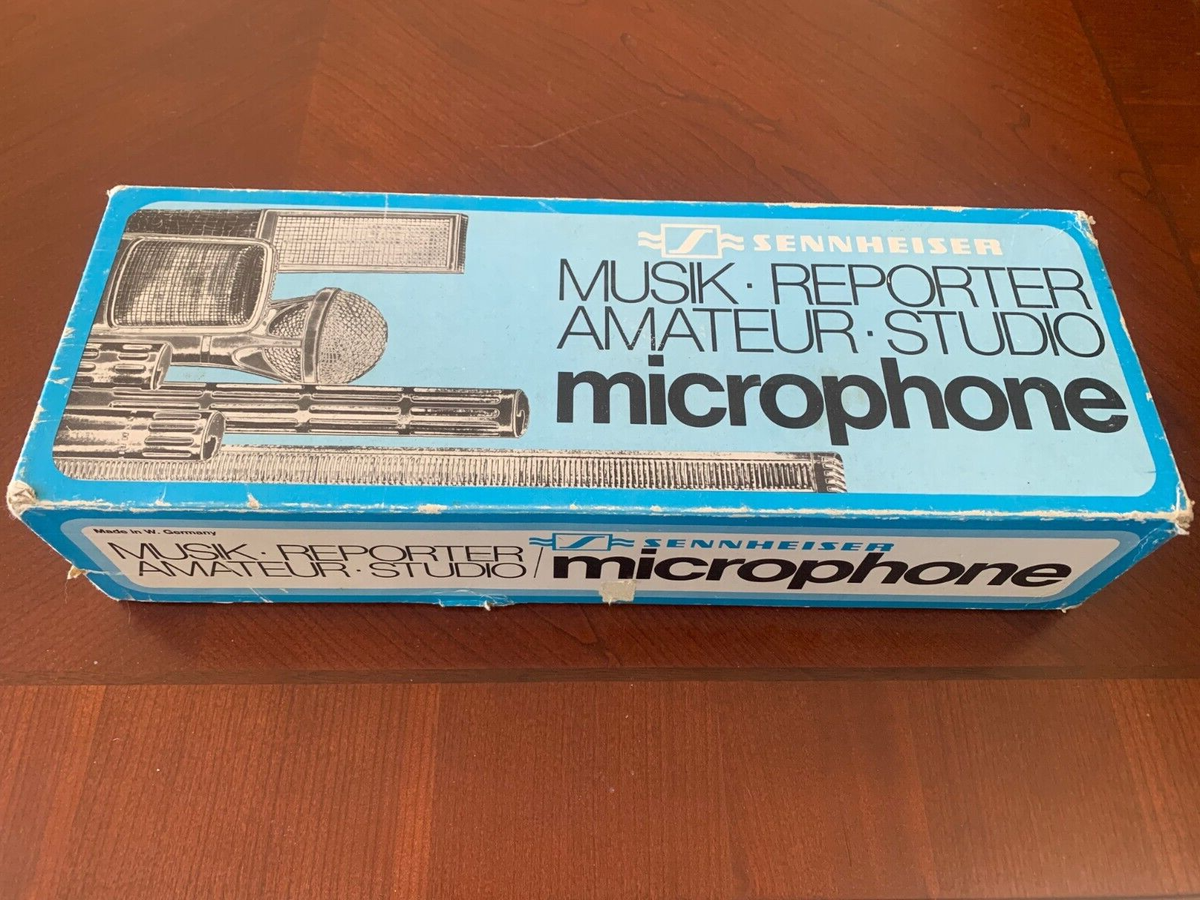 SENNHEISER
MUSIK · REPORTER
AMATEUR · STUDIO
microphone
Made in W. Germany
MUSIK · REPORTER
AMATEUR · STUDIO /
SENNHEISER
microphone